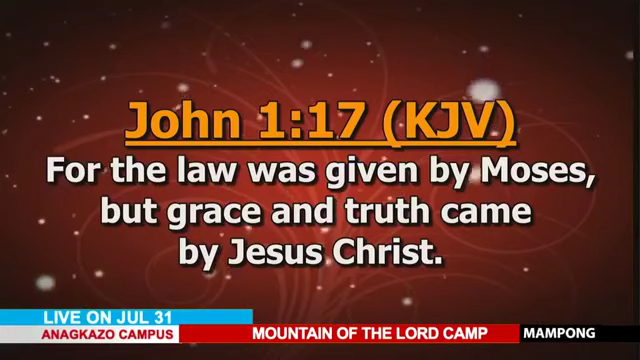 John 1:17 (KJV)
For the law was given by Moses,
but grace and truth came
by Jesus Christ.
LIVE ON JUL 31
ANAGKAZO CAMPUS MOUNTAIN OF THE LORD CAMP MAMPONG